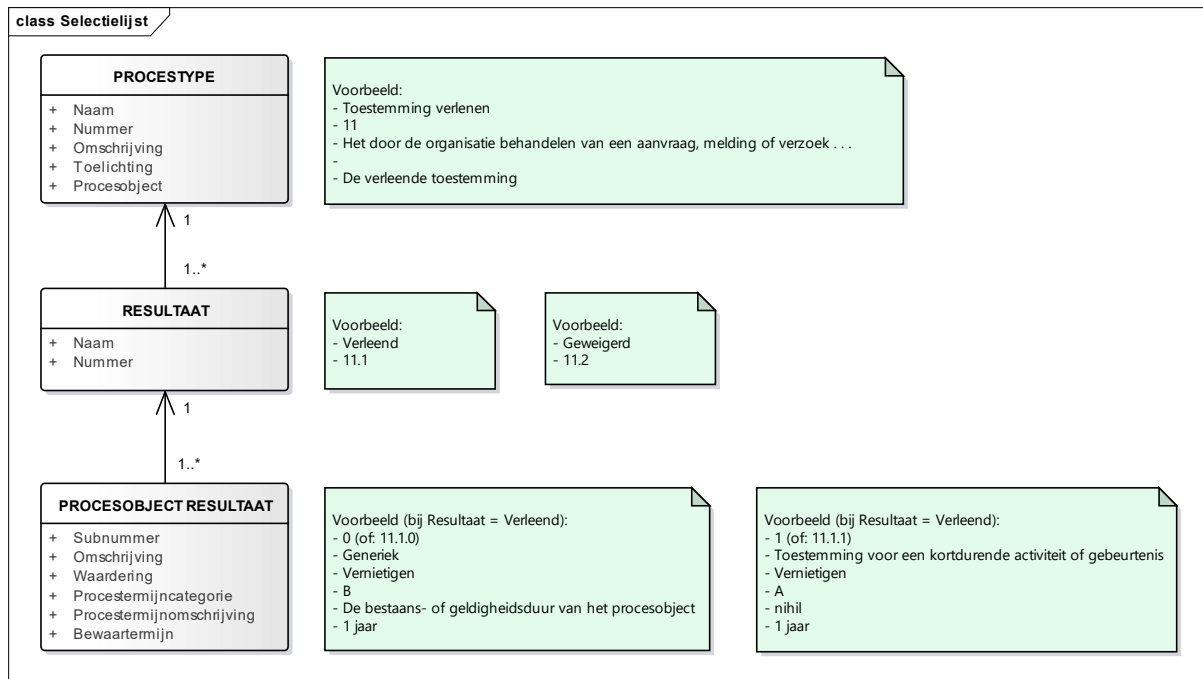 class Selectielijst
PROCESTYPE
+ Naam
+ Nummer
+ Omschrijving
+ Toelichting
+ Procesobject
Voorbeeld:
- Toestemming verlenen
- 11
- Het door de organisatie behandelen van een aanvraag, melding of verzoek . . .
-
- De verleende toestemming
1
1..*
RESULTAAT
+ Naam
+ Nummer
Voorbeeld:
- Verleend
- 11.1
Voorbeeld:
- Geweigerd
- 11.2
1
1..*
PROCESOBJECT RESULTAAT
+ Subnummer
+ Omschrijving
+ Waardering
+ Procestermijncategorie
+ Procestermijnomschrijving
+ Bewaartermijn
Voorbeeld (bij Resultaat = Verleend):
- 0 (of: 11.1.0)
- Generiek
- Vernietigen
- B
- De bestaans- of geldigheidsduur van het procesobject
- 1 jaar
Voorbeeld (bij Resultaat = Verleend):
- 1 (of: 11.1.1)
- Toestemming voor een kortdurende activiteit of gebeurtenis
- Vernietigen
- A
- nihil
- 1 jaar